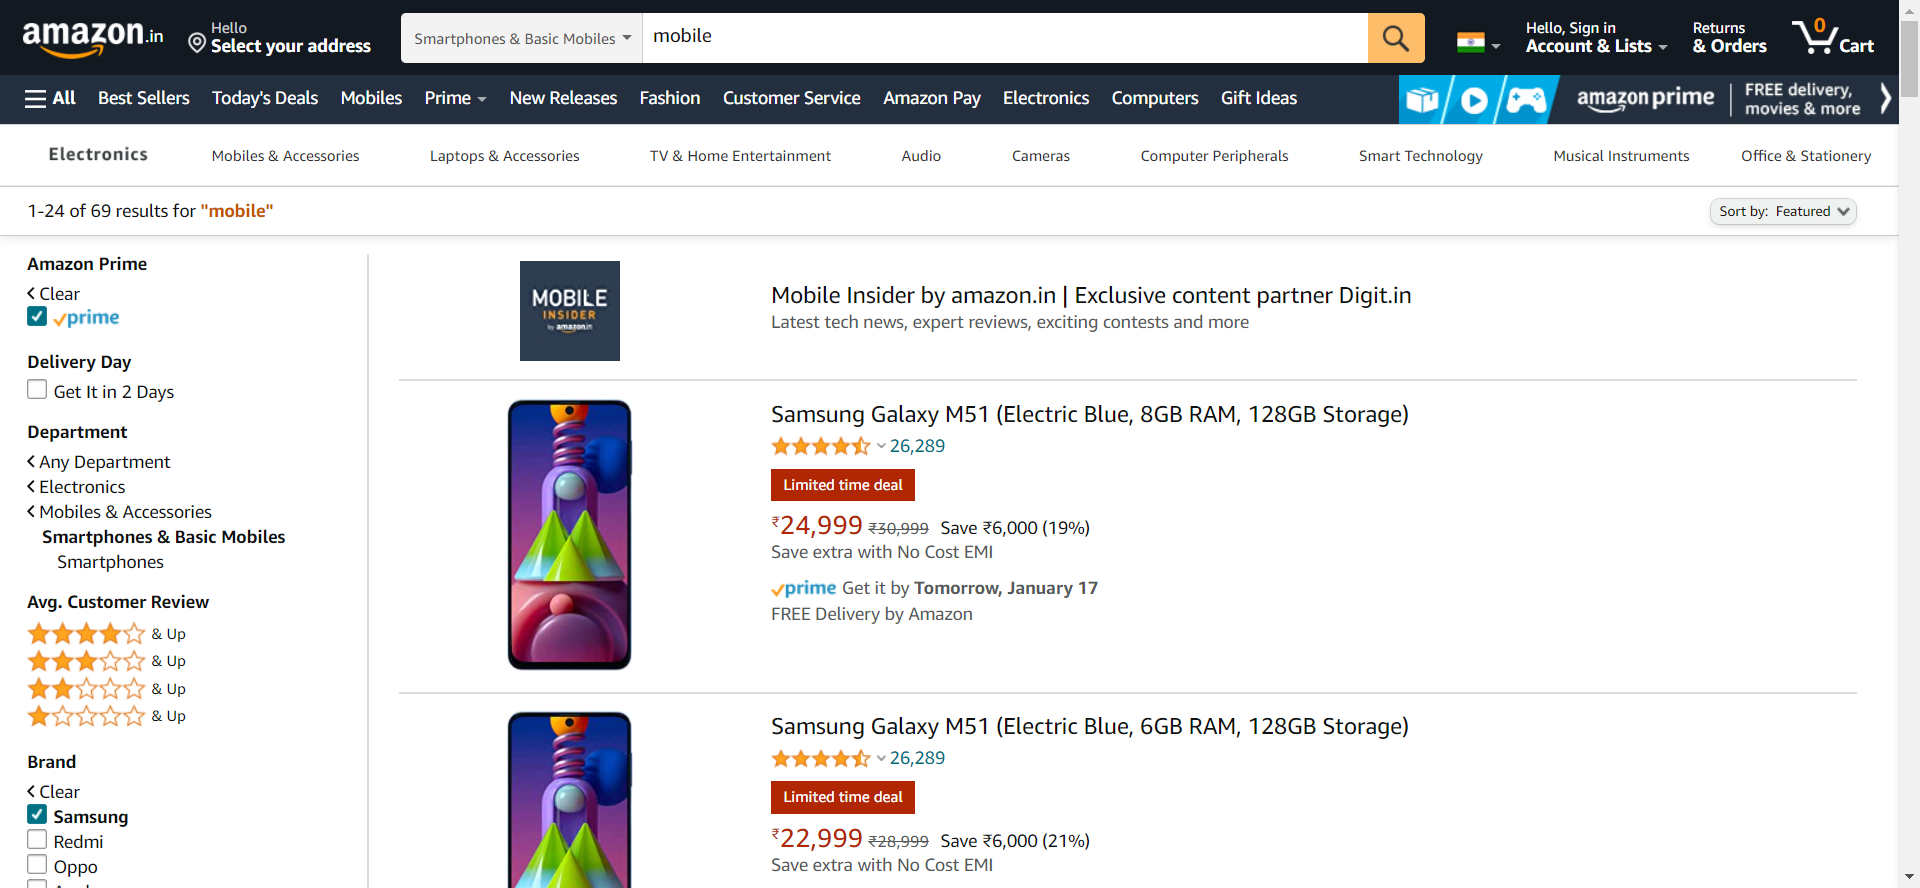 amazon.in
Hello
Select your address
Smartphones & Basic Mobiles
mobile
Hello, Sign in
Account & Lists
Returns
& Orders
0
Cart
All
Best Sellers
Today's Deals
Mobiles
Prime
New Releases
Fashion
Customer Service
Amazon Pay
Electronics
Computers
Gift Ideas
amazon prime
FREE delivery,
movies & more
Electronics
Mobiles & Accessories
Laptops & Accessories
TV & Home Entertainment
Audio
Cameras
Computer Peripherals
Smart Technology
Musical Instruments
Office & Stationery
1-24 of 69 results for "mobile"
Sort by: Featured
Amazon Prime
Clear
prime
Delivery Day
Get It in 2 Days
Department
Any Department
Electronics
Mobiles & Accessories
Smartphones & Basic Mobiles
Smartphones
Avg. Customer Review
& Up
& Up
& Up
& Up
Brand
Clear
Samsung
Redmi
Oppo
MOBILE
INSIDER
by amazon.in
Mobile Insider by amazon.in | Exclusive content partner Digit.in
Latest tech news, expert reviews, exciting contests and more
Samsung Galaxy M51 (Electric Blue, 8GB RAM, 128GB Storage)
26,289
Limited time deal
₹24,999 ₹30,999 Save ₹6,000 (19%)
Save extra with No Cost EMI
prime Get it by Tomorrow, January 17
FREE Delivery by Amazon
Samsung Galaxy M51 (Electric Blue, 6GB RAM, 128GB Storage)
26,289
Limited time deal
₹22,999 ₹28,999 Save ₹6,000 (21%)
Save extra with No Cost EMI